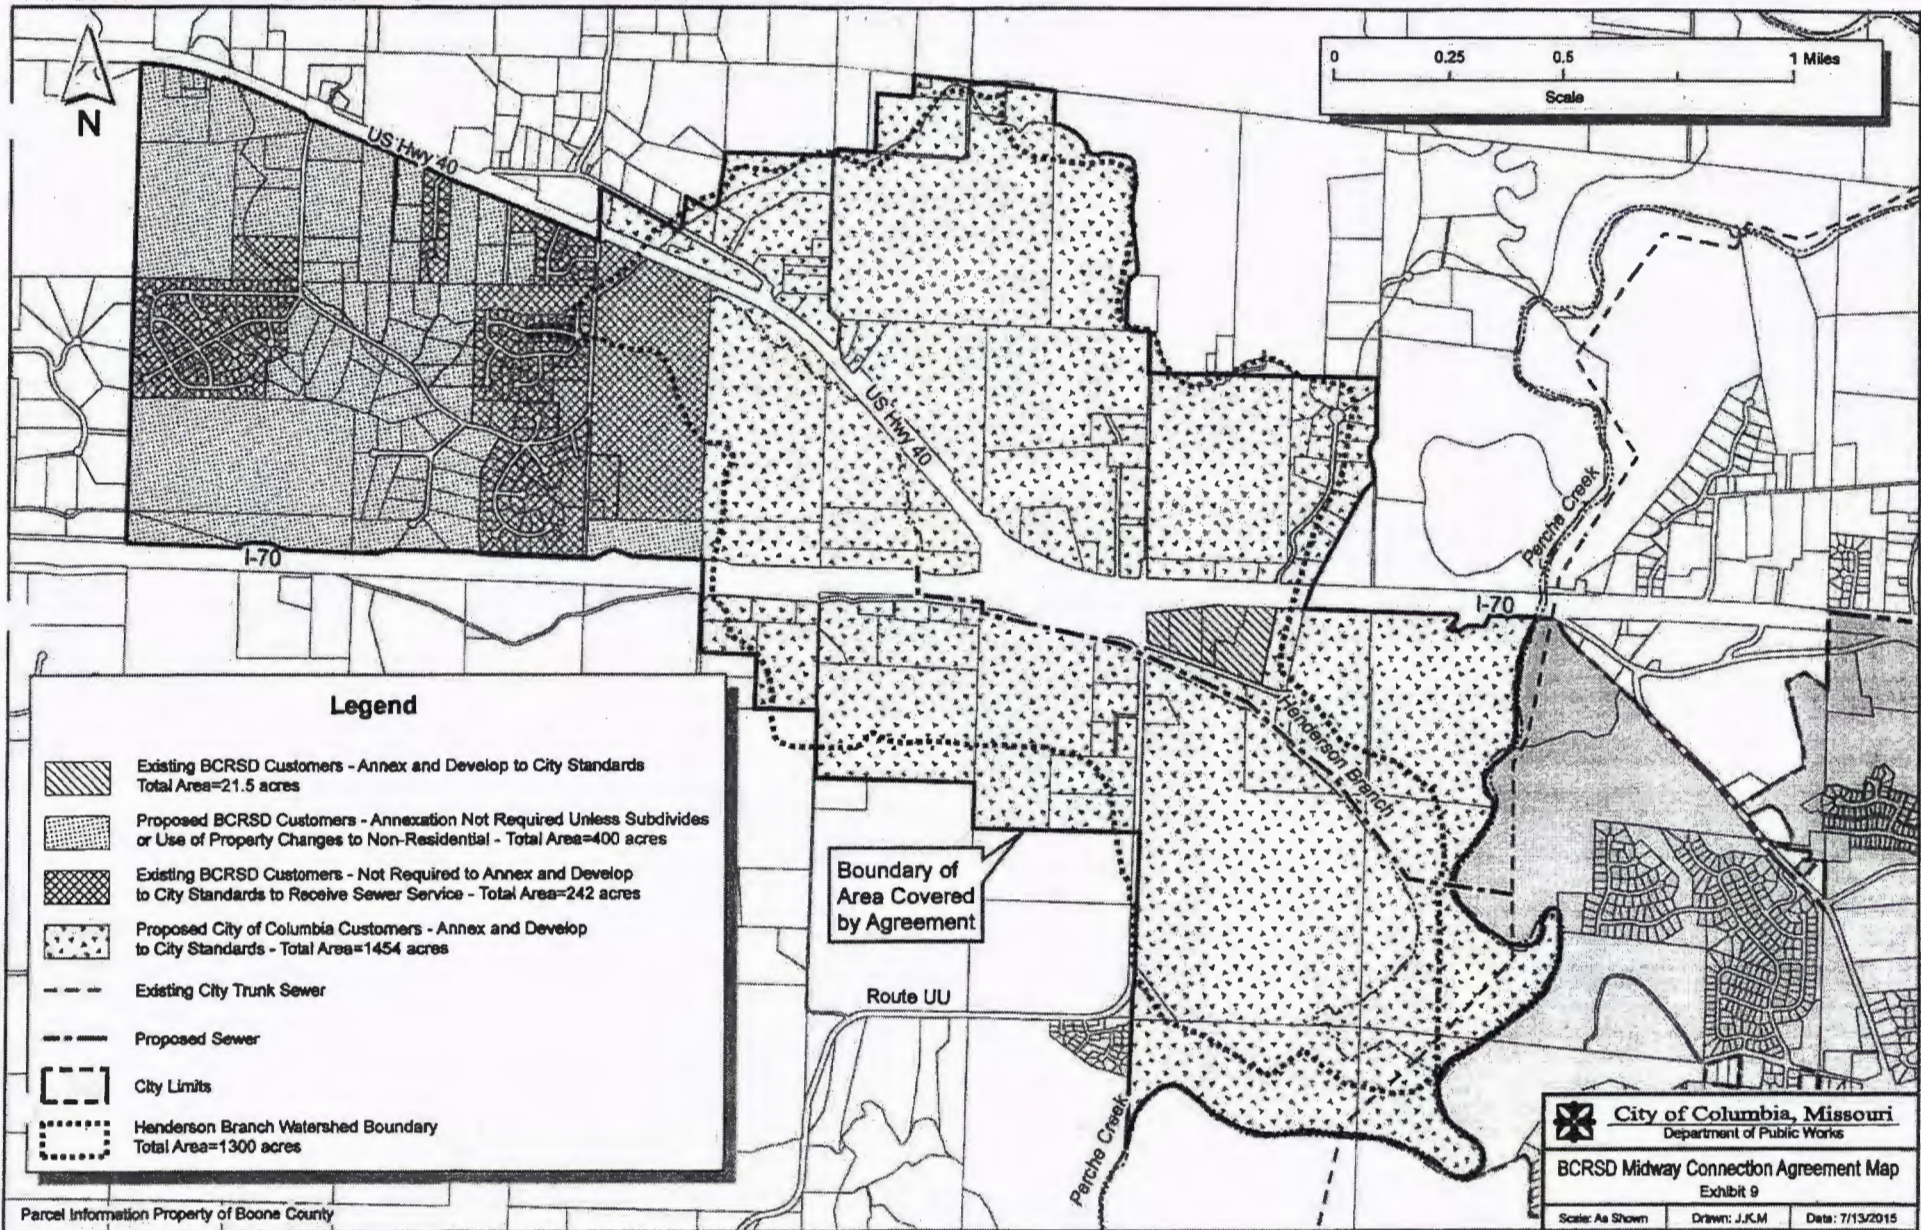 0 0.25 0.5 1 Miles
Scale
N
US Hwy 40
US Hwy 40
Perche Creek
I-70
I-70
Henderson Branch
Legend
Existing BCRSD Customers - Annex and Develop to City Standards
Total Area=21.5 acres
Proposed BCRSD Customers - Annexation Not Required Unless Subdivides
or Use of Property Changes to Non-Residential - Total Area=400 acres
Existing BCRSD Customers - Not Required to Annex and Develop
to City Standards to Receive Sewer Service - Total Area=242 acres
Proposed City of Columbia Customers - Annex and Develop
to City Standards - Total Area=1454 acres
Existing City Trunk Sewer
Proposed Sewer
City Limits
Henderson Branch Watershed Boundary
Total Area=1300 acres
Boundary of
Area Covered
by Agreement
Route UU
Perche Creek
City of Columbia, Missouri
Department of Public Works
BCRSD Midway Connection Agreement Map
Exhibit 9
Scale: As Shown Drawn: J.K.M Date: 7/13/2015
Parcel Information Property of Boone County